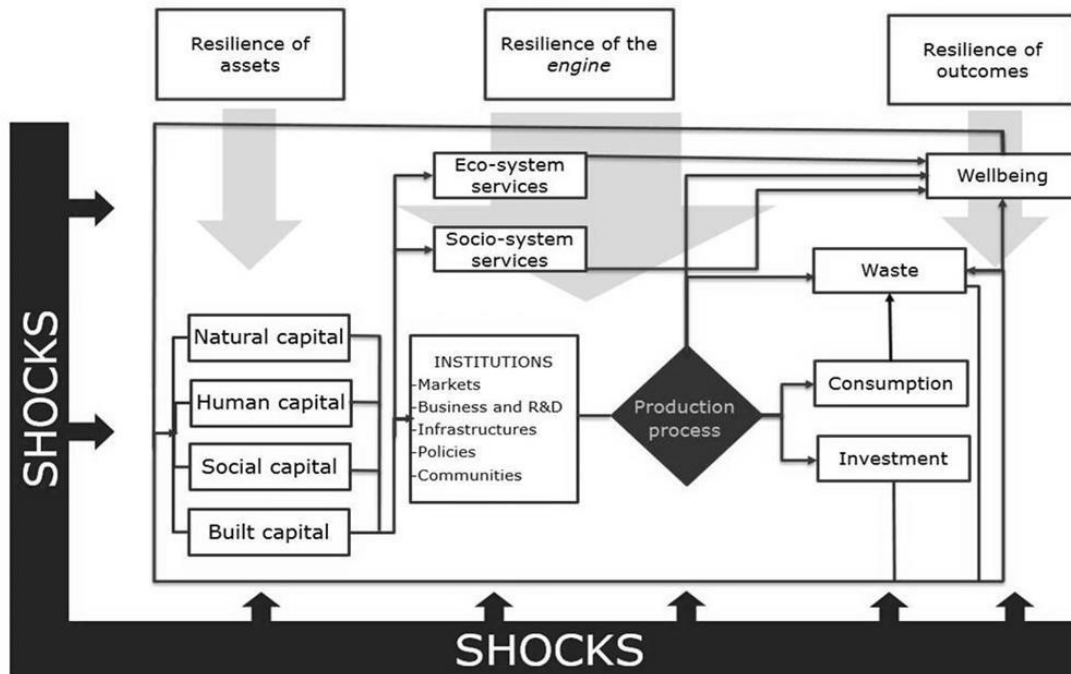 Resilience of
assets
Resilience of the
engine
Resilience of
outcomes
Eco-system
services
Wellbeing
Socio-system
services
Waste
Natural capital
Human capital
Social capital
Built capital
INSTITUTIONS
-Markets
-Business and R&D
-Infrastructures
-Policies
-Communities
Production
process
Consumption
Investment
SHOCKS
SHOCKS